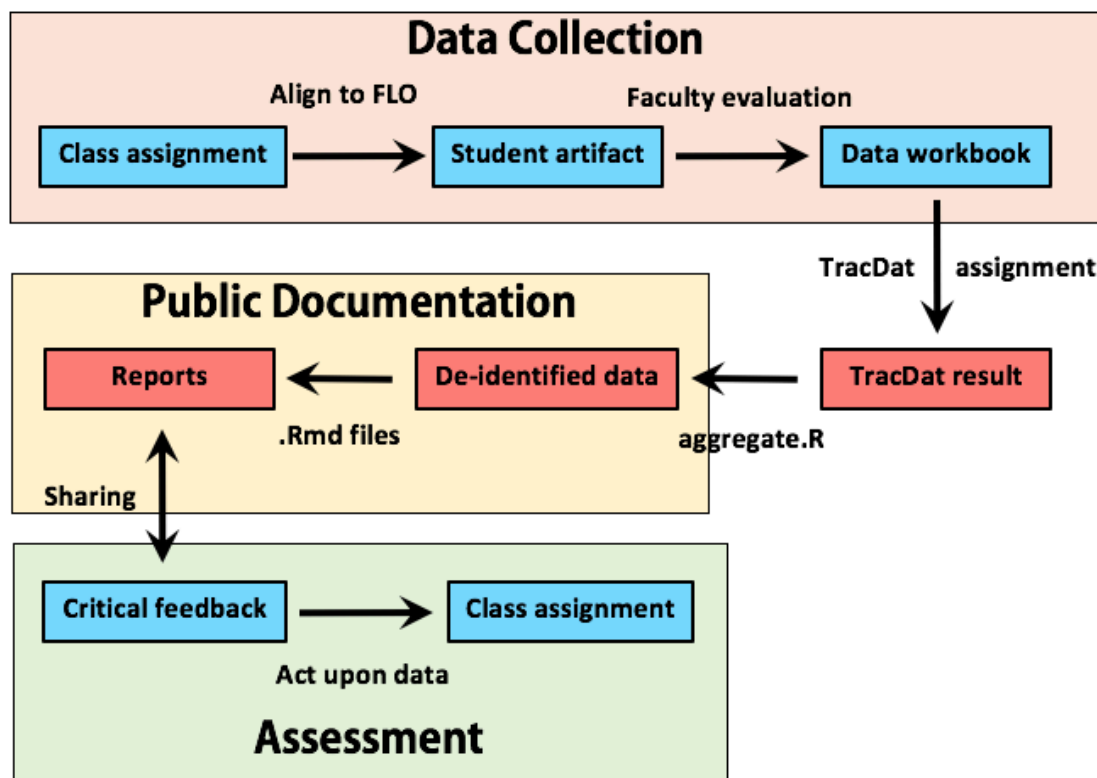 Data Collection
Align to FLO
Faculty evaluation
Class assignment
Student artifact
Data workbook
TracDat assignment
Public Documentation
Reports
De-identified data
TracDat result
.Rmd files
aggregate.R
Sharing
Critical feedback
Class assignment
Act upon data
Assessment